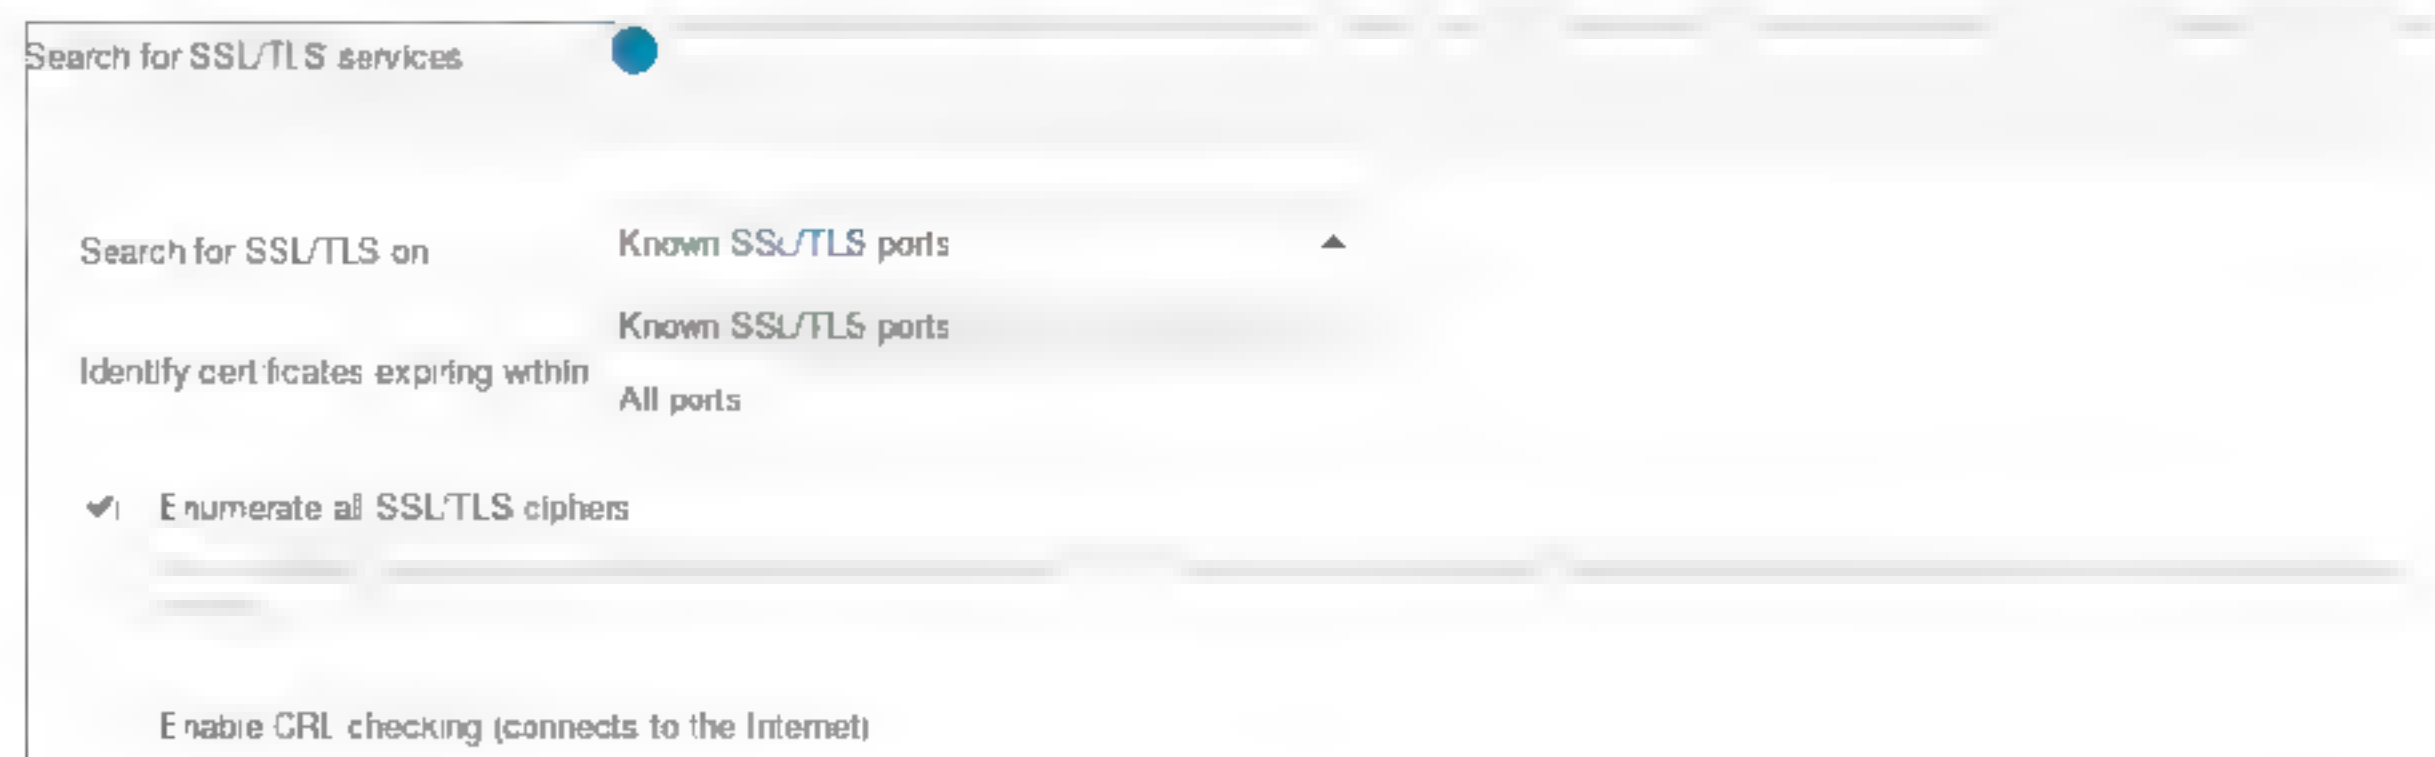 Search for SSL/TLS services
Search for SSL/TLS on
Known SSL/TLS ports
Known SSL/TLS ports
Identify certificates expiring within
All ports
Enumerate all SSL/TLS ciphers
Enable CRL checking (connects to the Internet)